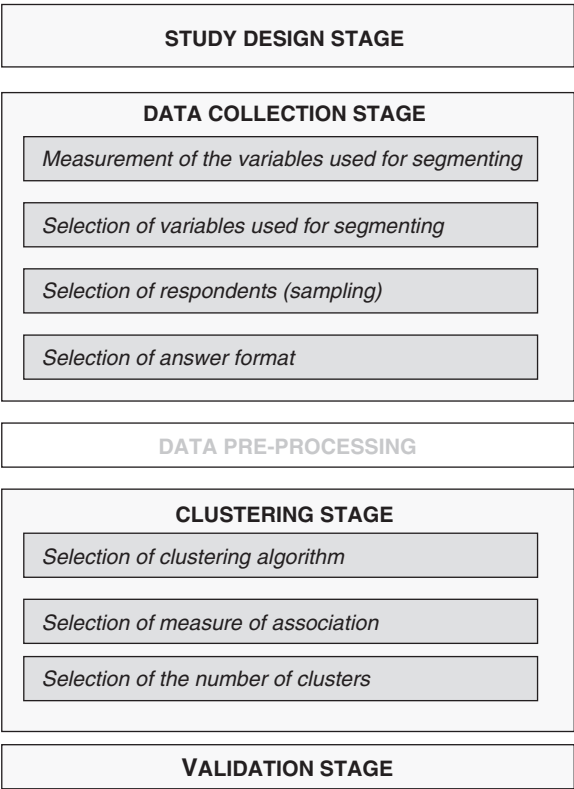 STUDY DESIGN STAGE
DATA COLLECTION STAGE
Measurement of the variables used for segmenting
Selection of variables used for segmenting
Selection of respondents (sampling)
Selection of answer format
DATA PRE-PROCESSING
CLUSTERING STAGE
Selection of clustering algorithm
Selection of measure of association
Selection of the number of clusters
VALIDATION STAGE